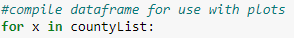 #compile dataframe for use with plots
for x in countyList: